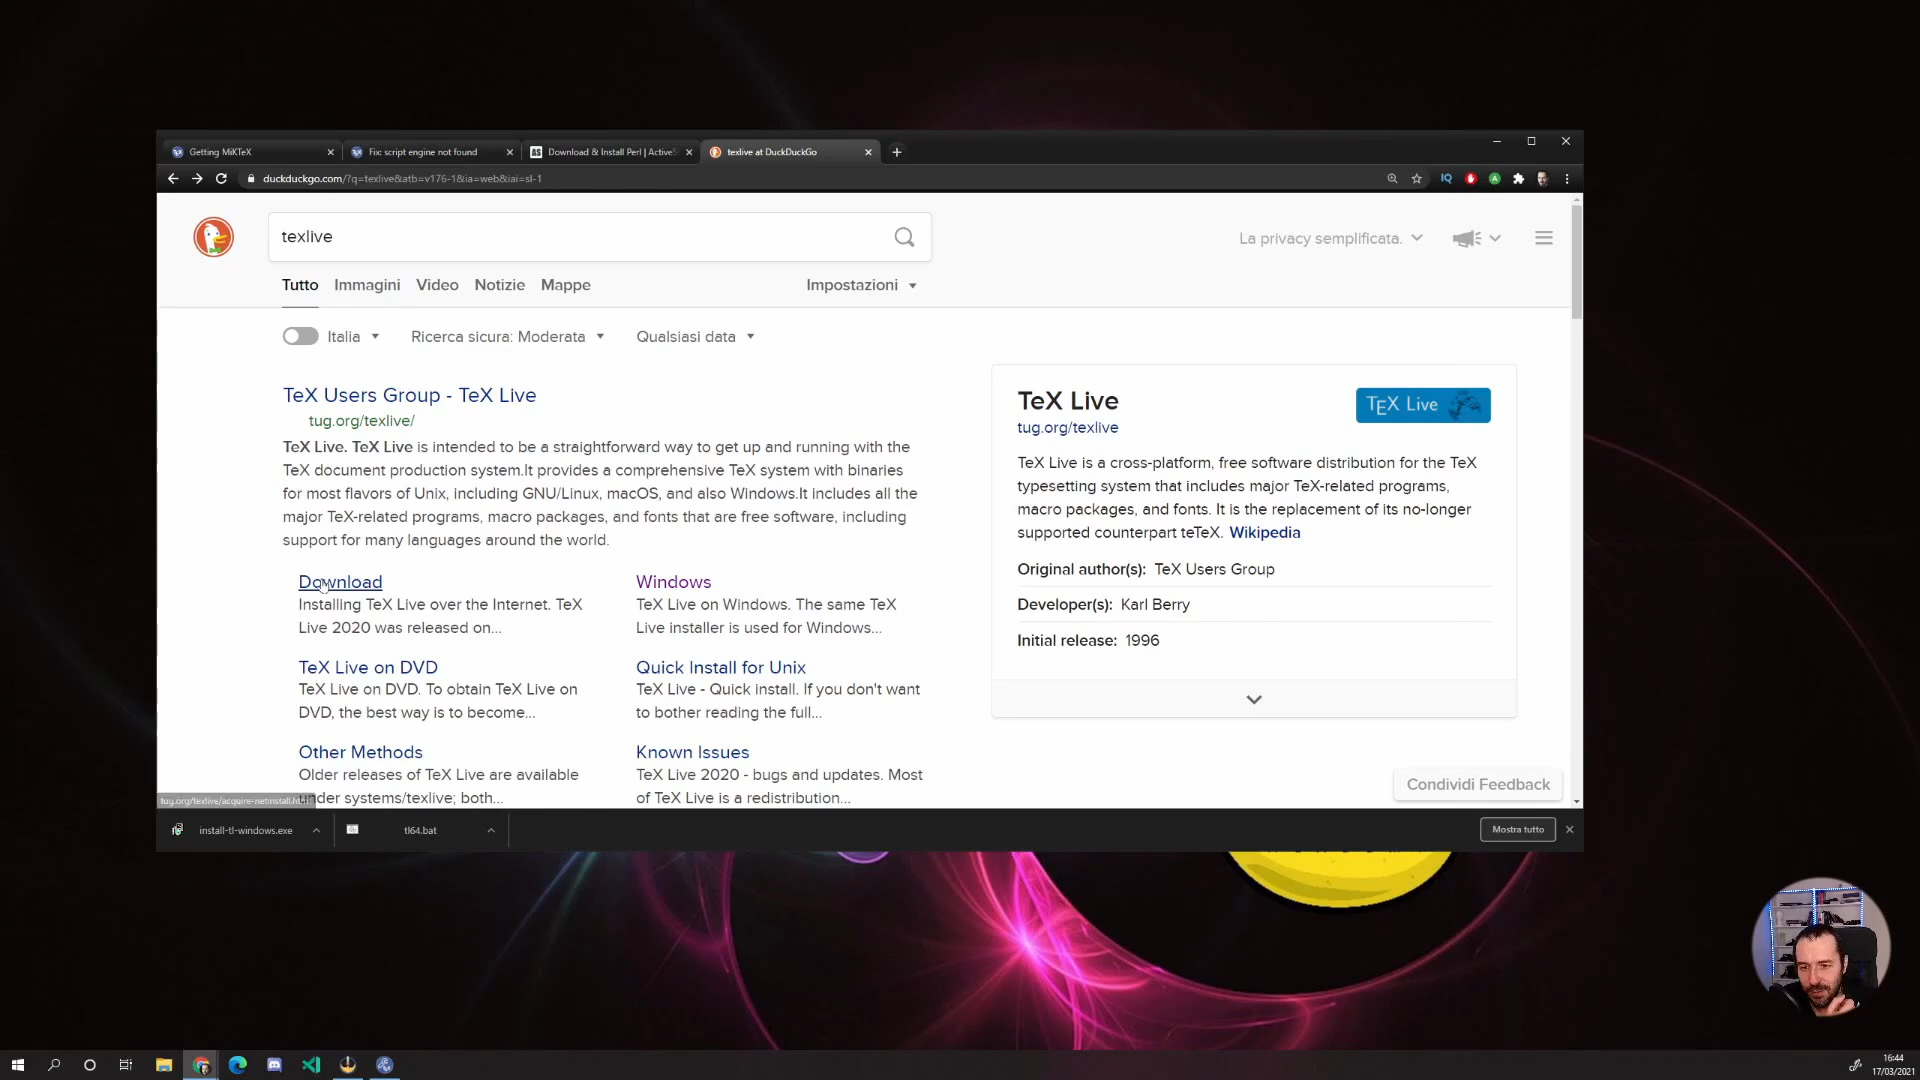 Getting MiKTeX
Fix: script engine not found
AS Download & Install Perl | ActiveS
texlive at DuckDuckGo
duckduckgo.com/?q=texlive&atb=v176-1&ia=web&iai=sl-1
IQ
A
texlive
La privacy semplificata.
Tutto Immagini Video Notizie Mappe Impostazioni
Italia Ricerca sicura: Moderata Qualsiasi data
TeX Users Group - TeX Live
tug.org/texlive/
TeX Live. TeX Live is intended to be a straightforward way to get up and running with the
TeX document production system.It provides a comprehensive TeX system with binaries
for most flavors of Unix, including GNU/Linux, macOS, and also Windows.It includes all the
major TeX-related programs, macro packages, and fonts that are free software, including
support for many languages around the world.
Download
Installing TeX Live over the Internet. TeX
Live 2020 was released on...
Windows
TeX Live on Windows. The same TeX
Live installer is used for Windows...
TeX Live on DVD
TeX Live on DVD. To obtain TeX Live on
DVD, the best way is to become...
Quick Install for Unix
TeX Live - Quick install. If you don't want
to bother reading the full...
Other Methods
Older releases of TeX Live are available
under systems/texlive; both...
Known Issues
TeX Live 2020 - bugs and updates. Most
of TeX Live is a redistribution...
TeX Live
TEX Live
tug.org/texlive
TeX Live is a cross-platform, free software distribution for the TeX
typesetting system that includes major TeX-related programs,
macro packages, and fonts. It is the replacement of its no-longer
supported counterpart teTeX. Wikipedia
Original author(s): TeX Users Group
Developer(s): Karl Berry
Initial release: 1996
Condividi Feedback
install-tl-windows.exe
tl64.bat
Mostra tutto
16:44
17/03/2021